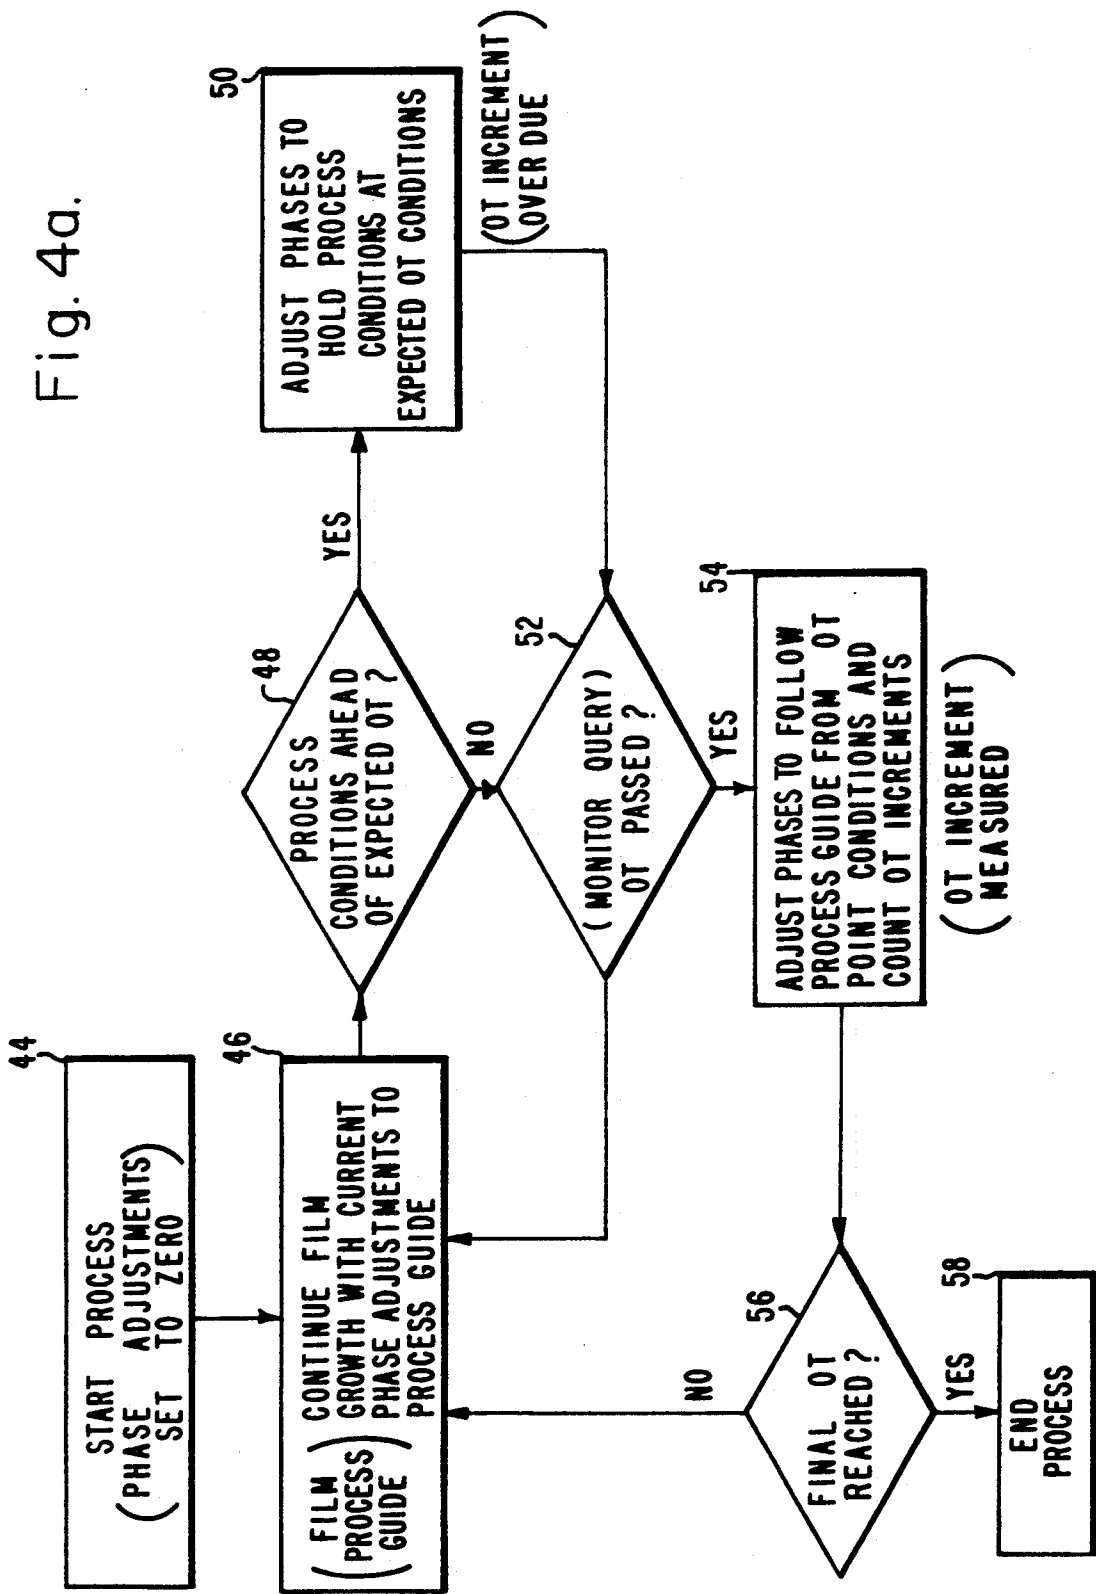 Fig. 4a.
44
START PROCESS
(PHASE ADJUSTMENTS
SET TO ZERO)
46
(FILM
PROCESS
GUIDE)
CONTINUE FILM
GROWTH WITH CURRENT
PHASE ADJUSTMENTS TO
PROCESS GUIDE
48
PROCESS
CONDITIONS AHEAD
OF EXPECTED OT ?
YES
NO
50
ADJUST PHASES TO
HOLD PROCESS
CONDITIONS AT
EXPECTED OT CONDITIONS
(OT INCREMENT
OVER DUE)
52
(MONITOR QUERY)
OT PASSED ?
YES
54
ADJUST PHASES TO FOLLOW
PROCESS GUIDE FROM OT
POINT CONDITIONS AND
COUNT OT INCREMENTS
(OT INCREMENT
MEASURED)
56
FINAL OT
REACHED ?
NO
YES
58
END
PROCESS